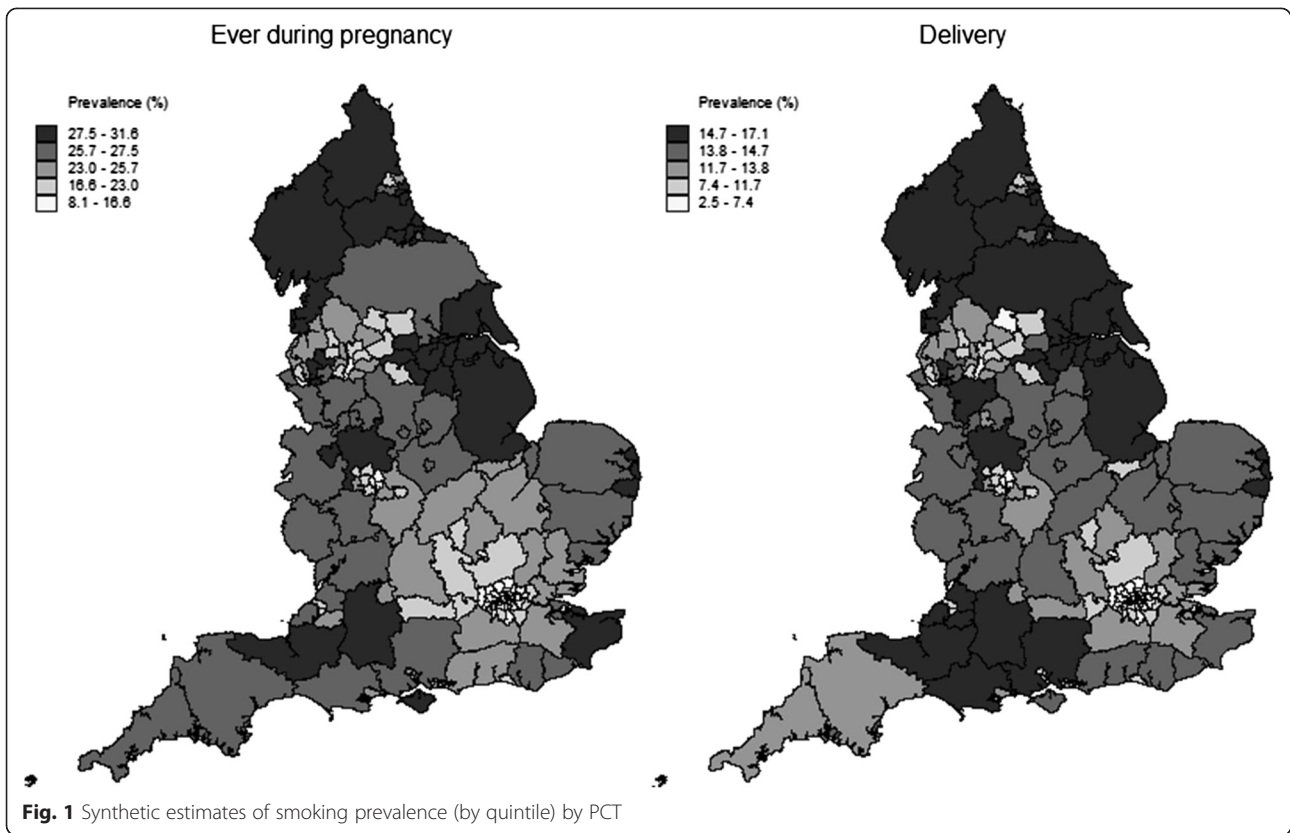 Ever during pregnancy
Prevalence (%)
27.5 - 31.6
25.7 - 27.5
23.0 - 25.7
16.6 - 23.0
8.1 - 16.6
Delivery
Prevalence (%)
14.7 - 17.1
13.8 - 14.7
11.7 - 13.8
7.4 - 11.7
2.5 - 7.4
Fig. 1 Synthetic estimates of smoking prevalence (by quintile) by PCT